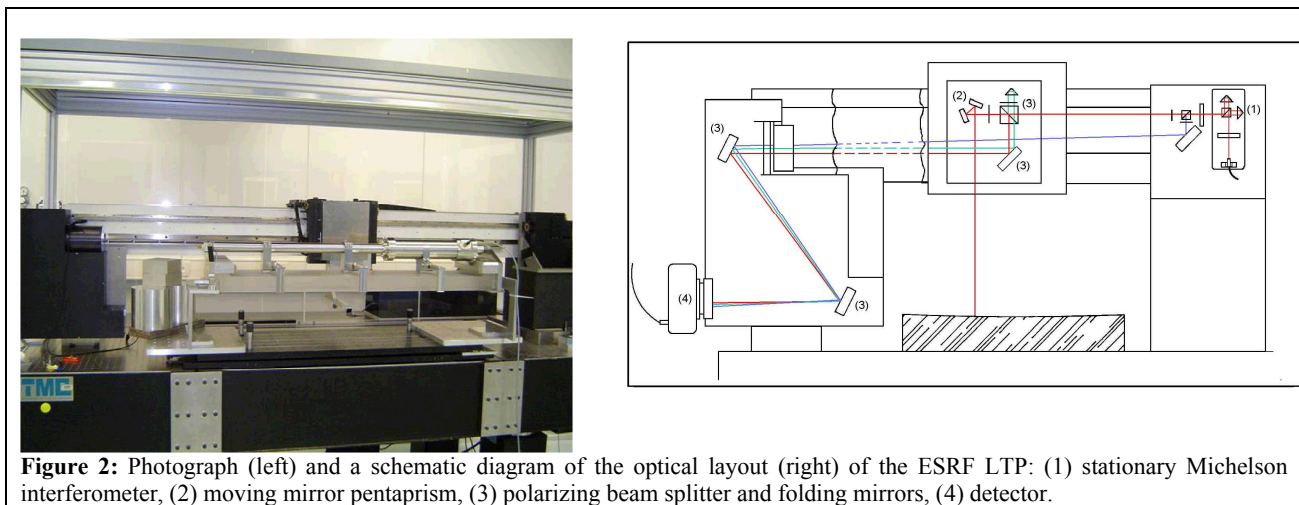 TMC
(1)
(2)
(3)
(3)
(3)
(3)
(4)
Figure 2: Photograph (left) and a schematic diagram of the optical layout (right) of the ESRF LTP: (1) stationary Michelson
interferometer, (2) moving mirror pentaprism, (3) polarizing beam splitter and folding mirrors, (4) detector.